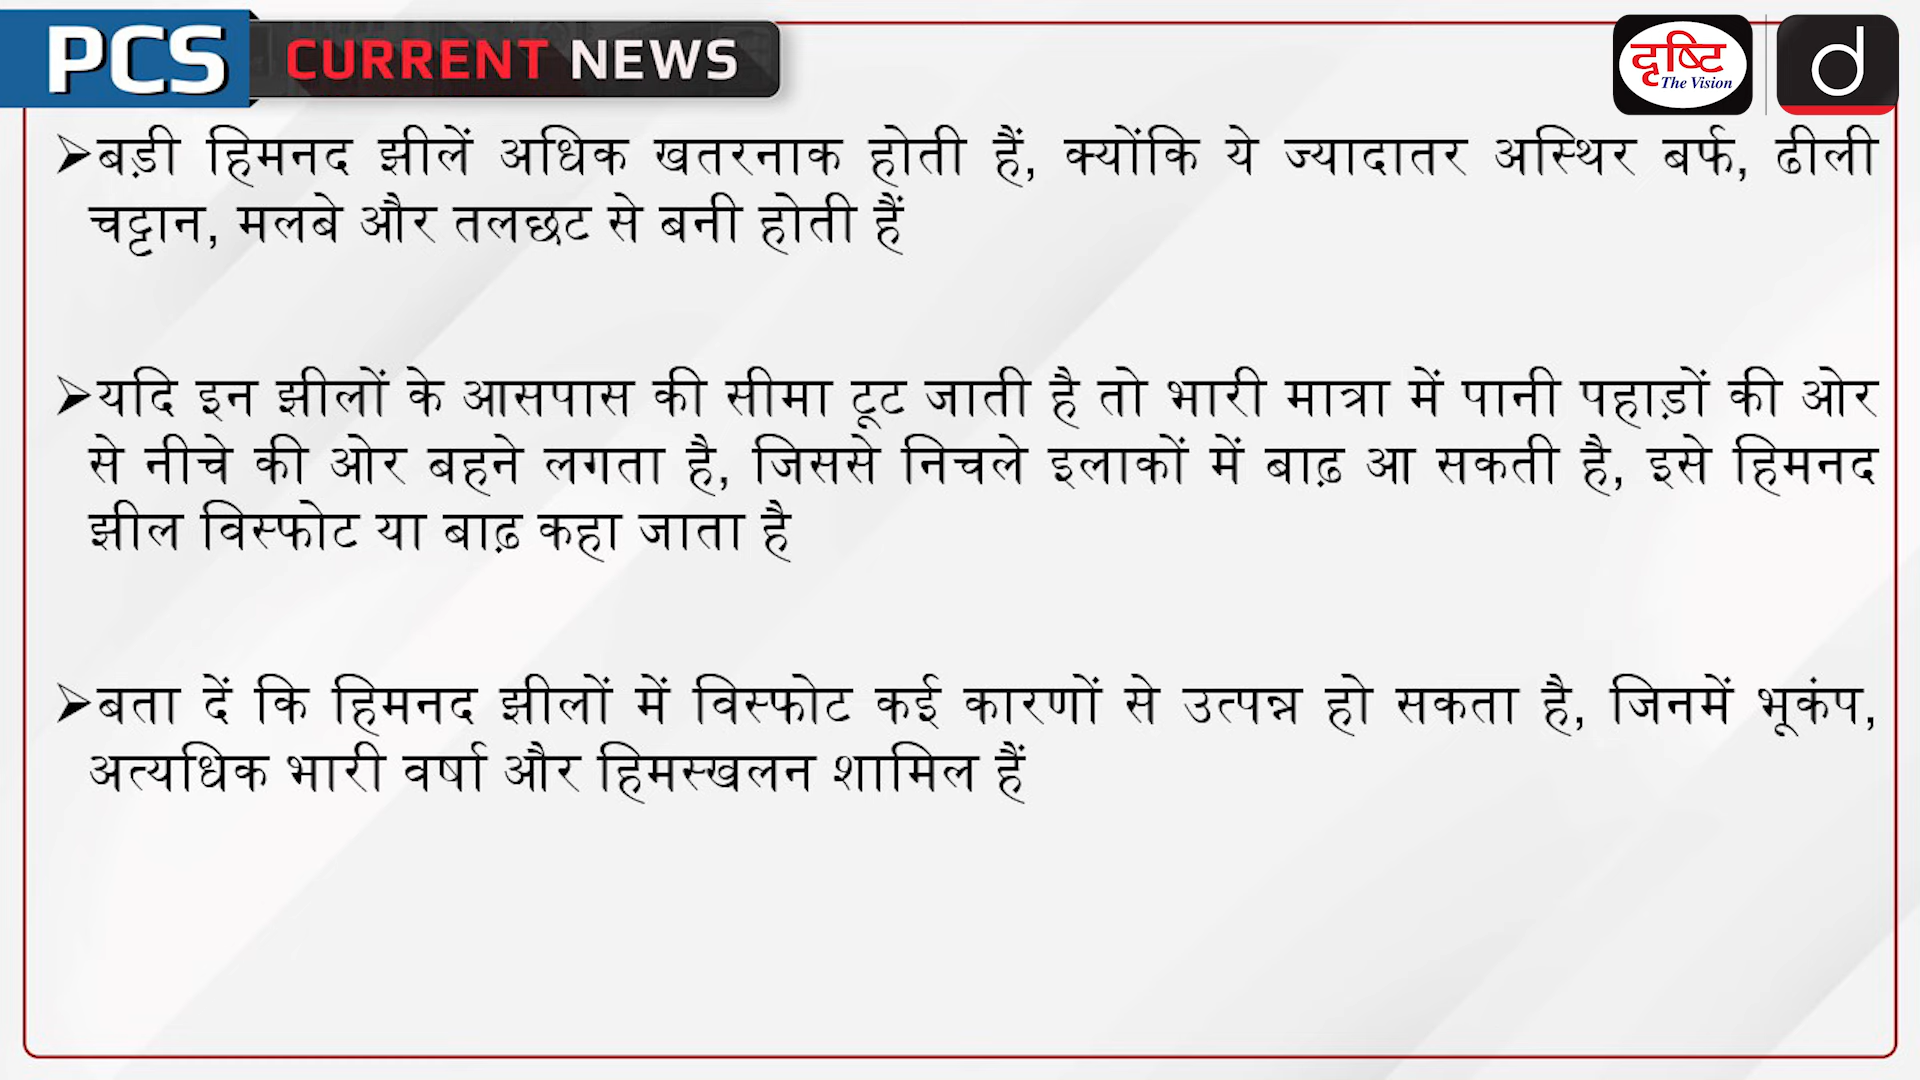 PCS CURRENT NEWS
दृष्टि
The Vision
d
➢बड़ी हिमनद झीलें अधिक खतरनाक होती हैं, क्योंकि ये ज्यादातर अस्थिर बर्फ, ढीली
चट्टान, मलबे और तलछट से बनी होती हैं
➢यदि इन झीलों के आसपास की सीमा टूट जाती है तो भारी मात्रा में पानी पहाड़ों की ओर
से नीचे की ओर बहने लगता है, जिससे निचले इलाकों में बाढ़ आ सकती है, इसे हिमनद
झील विस्फोट या बाढ़ कहा जाता है
➢बता दें कि हिमनद झीलों में विस्फोट कई कारणों से उत्पन्न हो सकता है, जिनमें भूकंप,
अत्यधिक भारी वर्षा और हिमस्खलन शामिल हैं